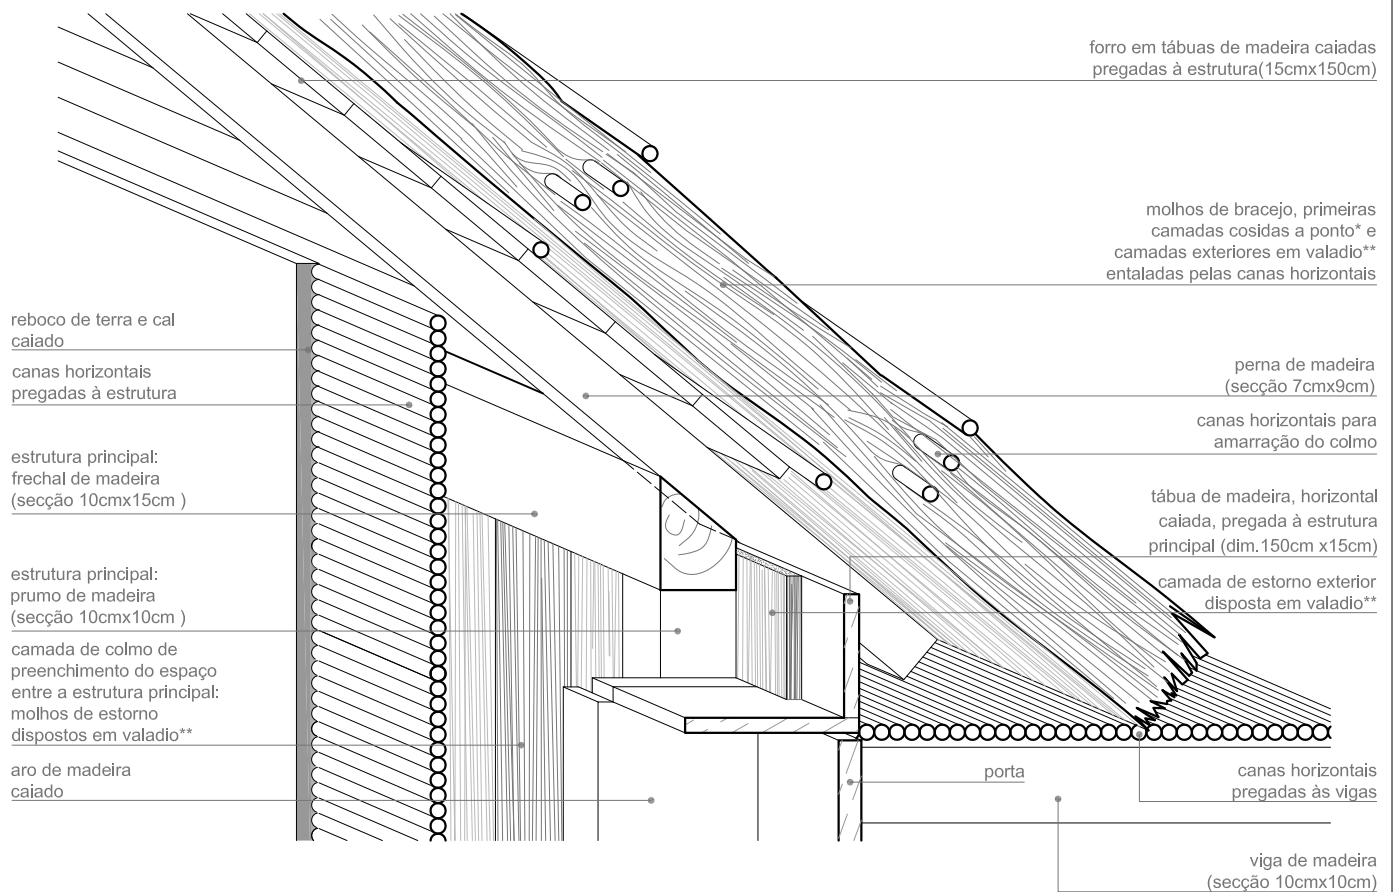 forro em tábuas de madeira caiadas
pregadas à estrutura(15cmx150cm)
molhos de bracejo, primeiras
camadas cosidas a ponto* e
camadas exteriores em valadio**
entaladas pelas canas horizontais
reboco de terra e cal
caiado
canas horizontais
pregadas à estrutura
perna de madeira
(secção 7cmx9cm)
canas horizontais para
amarração do colmo
estrutura principal:
frechal de madeira
(secção 10cmx15cm )
tábua de madeira, horizontal
caiada, pregada à estrutura
principal (dim.150cm x15cm)
estrutura principal:
prumo de madeira
(secção 10cmx10cm )
camada de estorno exterior
disposta em valadio**
camada de colmo de
preenchimento do espaço
entre a estrutura principal:
molhos de estorno
dispostos em valadio**
aro de madeira
caiado
porta
canas horizontais
pregadas às vigas
viga de madeira
(secção 10cmx10cm)